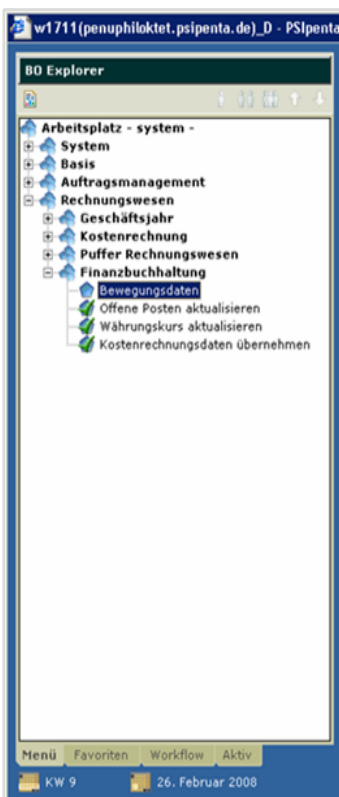 w1711(penuphiloktet.psipenta.de)_D - PSIpenta
BO Explorer
Arbeitsplatz - system -
System
Basis
Auftragsmanagement
Rechnungswesen
Geschäftsjahr
Kostenrechnung
Puffer Rechnungswesen
Finanzbuchhaltung
Bewegungsdaten
Offene Posten aktualisieren
Währungskurs aktualisieren
Kostenrechnungsdaten übernehmen
Menü Favoriten Workflow Aktiv
KW 9 26. Februar 2008